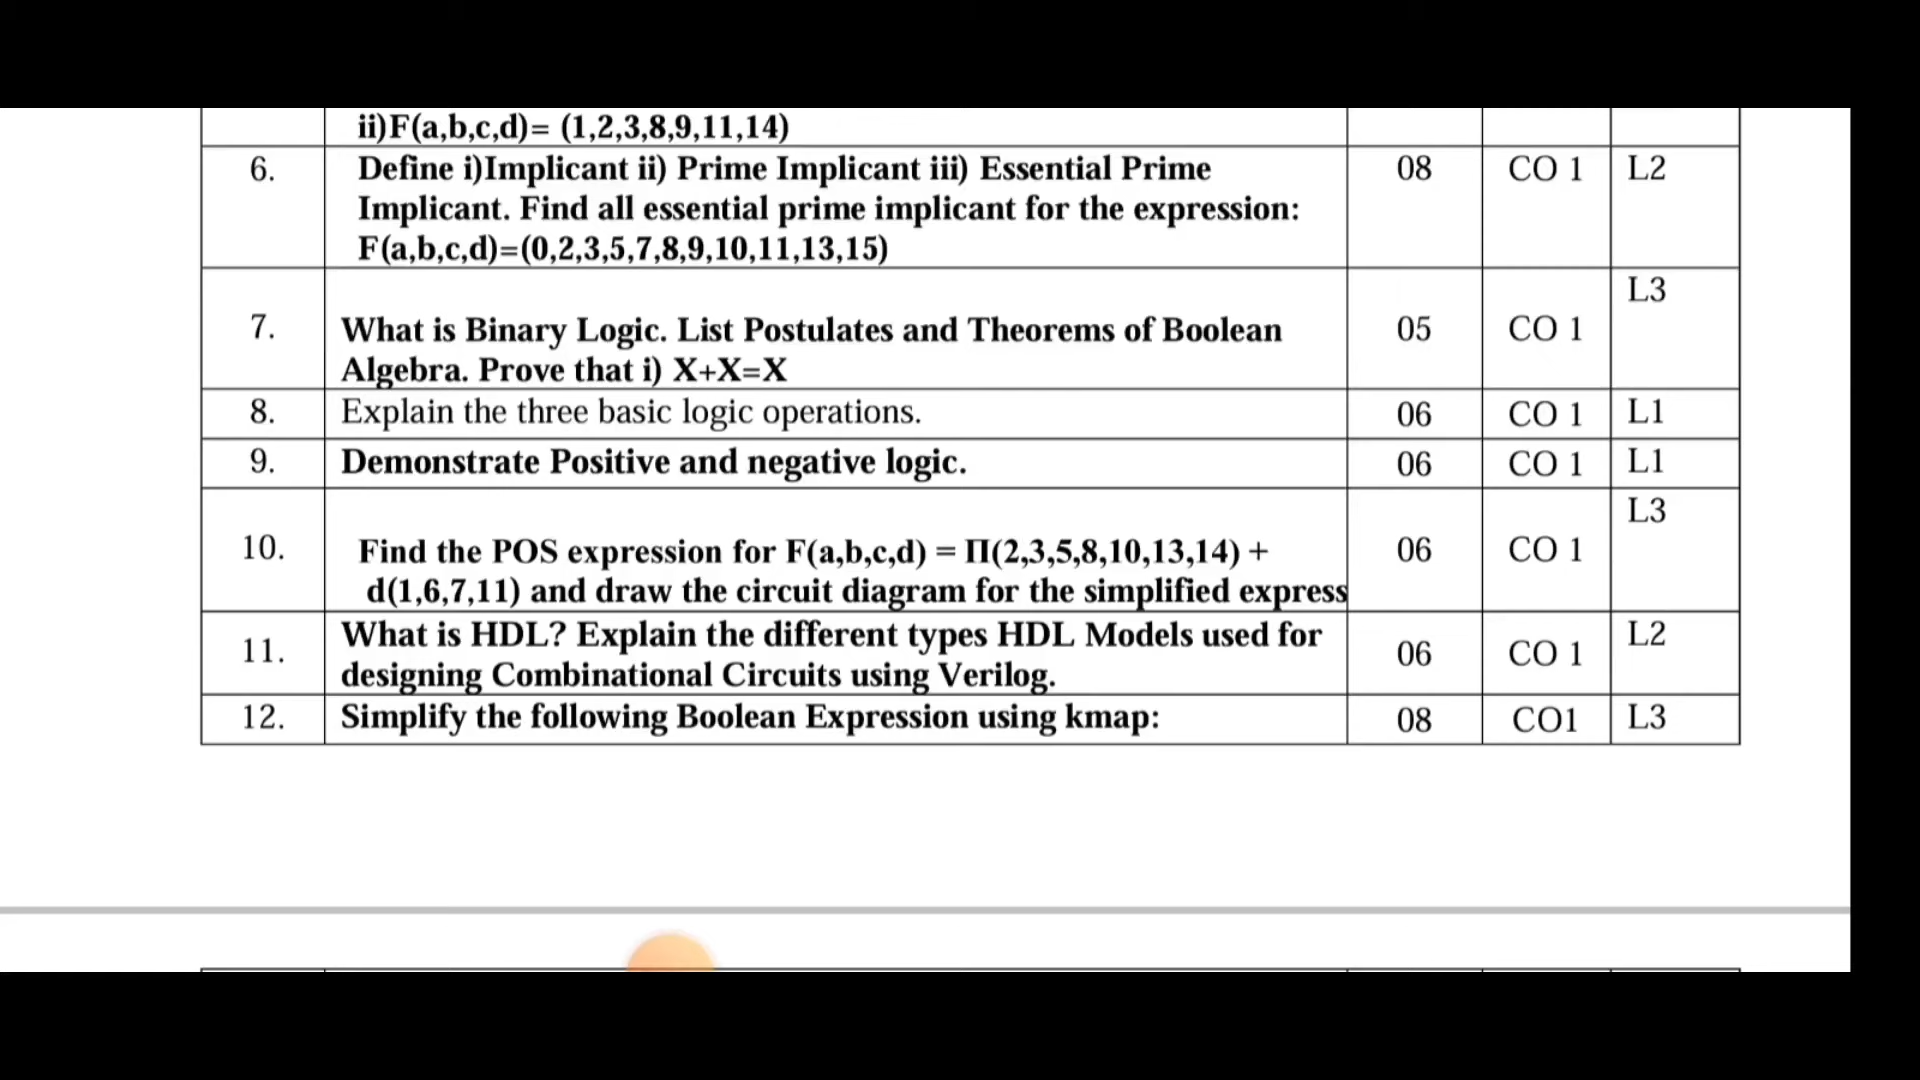 ii)F(a,b,c,d)= (1,2,3,8,9,11,14)
6. Define i)Implicant ii) Prime Implicant iii) Essential Prime 08 CO 1 L2
Implicant. Find all essential prime implicant for the expression:
F(a,b,c,d)=(0,2,3,5,7,8,9,10,11,13,15)
L3
7. What is Binary Logic. List Postulates and Theorems of Boolean 05 CO 1
Algebra. Prove that i) X+X=X
8. Explain the three basic logic operations. 06 CO 1 L1
9. Demonstrate Positive and negative logic. 06 CO 1 L1
L3
10. Find the POS expression for F(a,b,c,d) = Π(2,3,5,8,10,13,14) + 06 CO 1
d(1,6,7,11) and draw the circuit diagram for the simplified express
11. What is HDL? Explain the different types HDL Models used for 06 CO 1 L2
designing Combinational Circuits using Verilog.
12. Simplify the following Boolean Expression using kmap: 08 CO1 L3